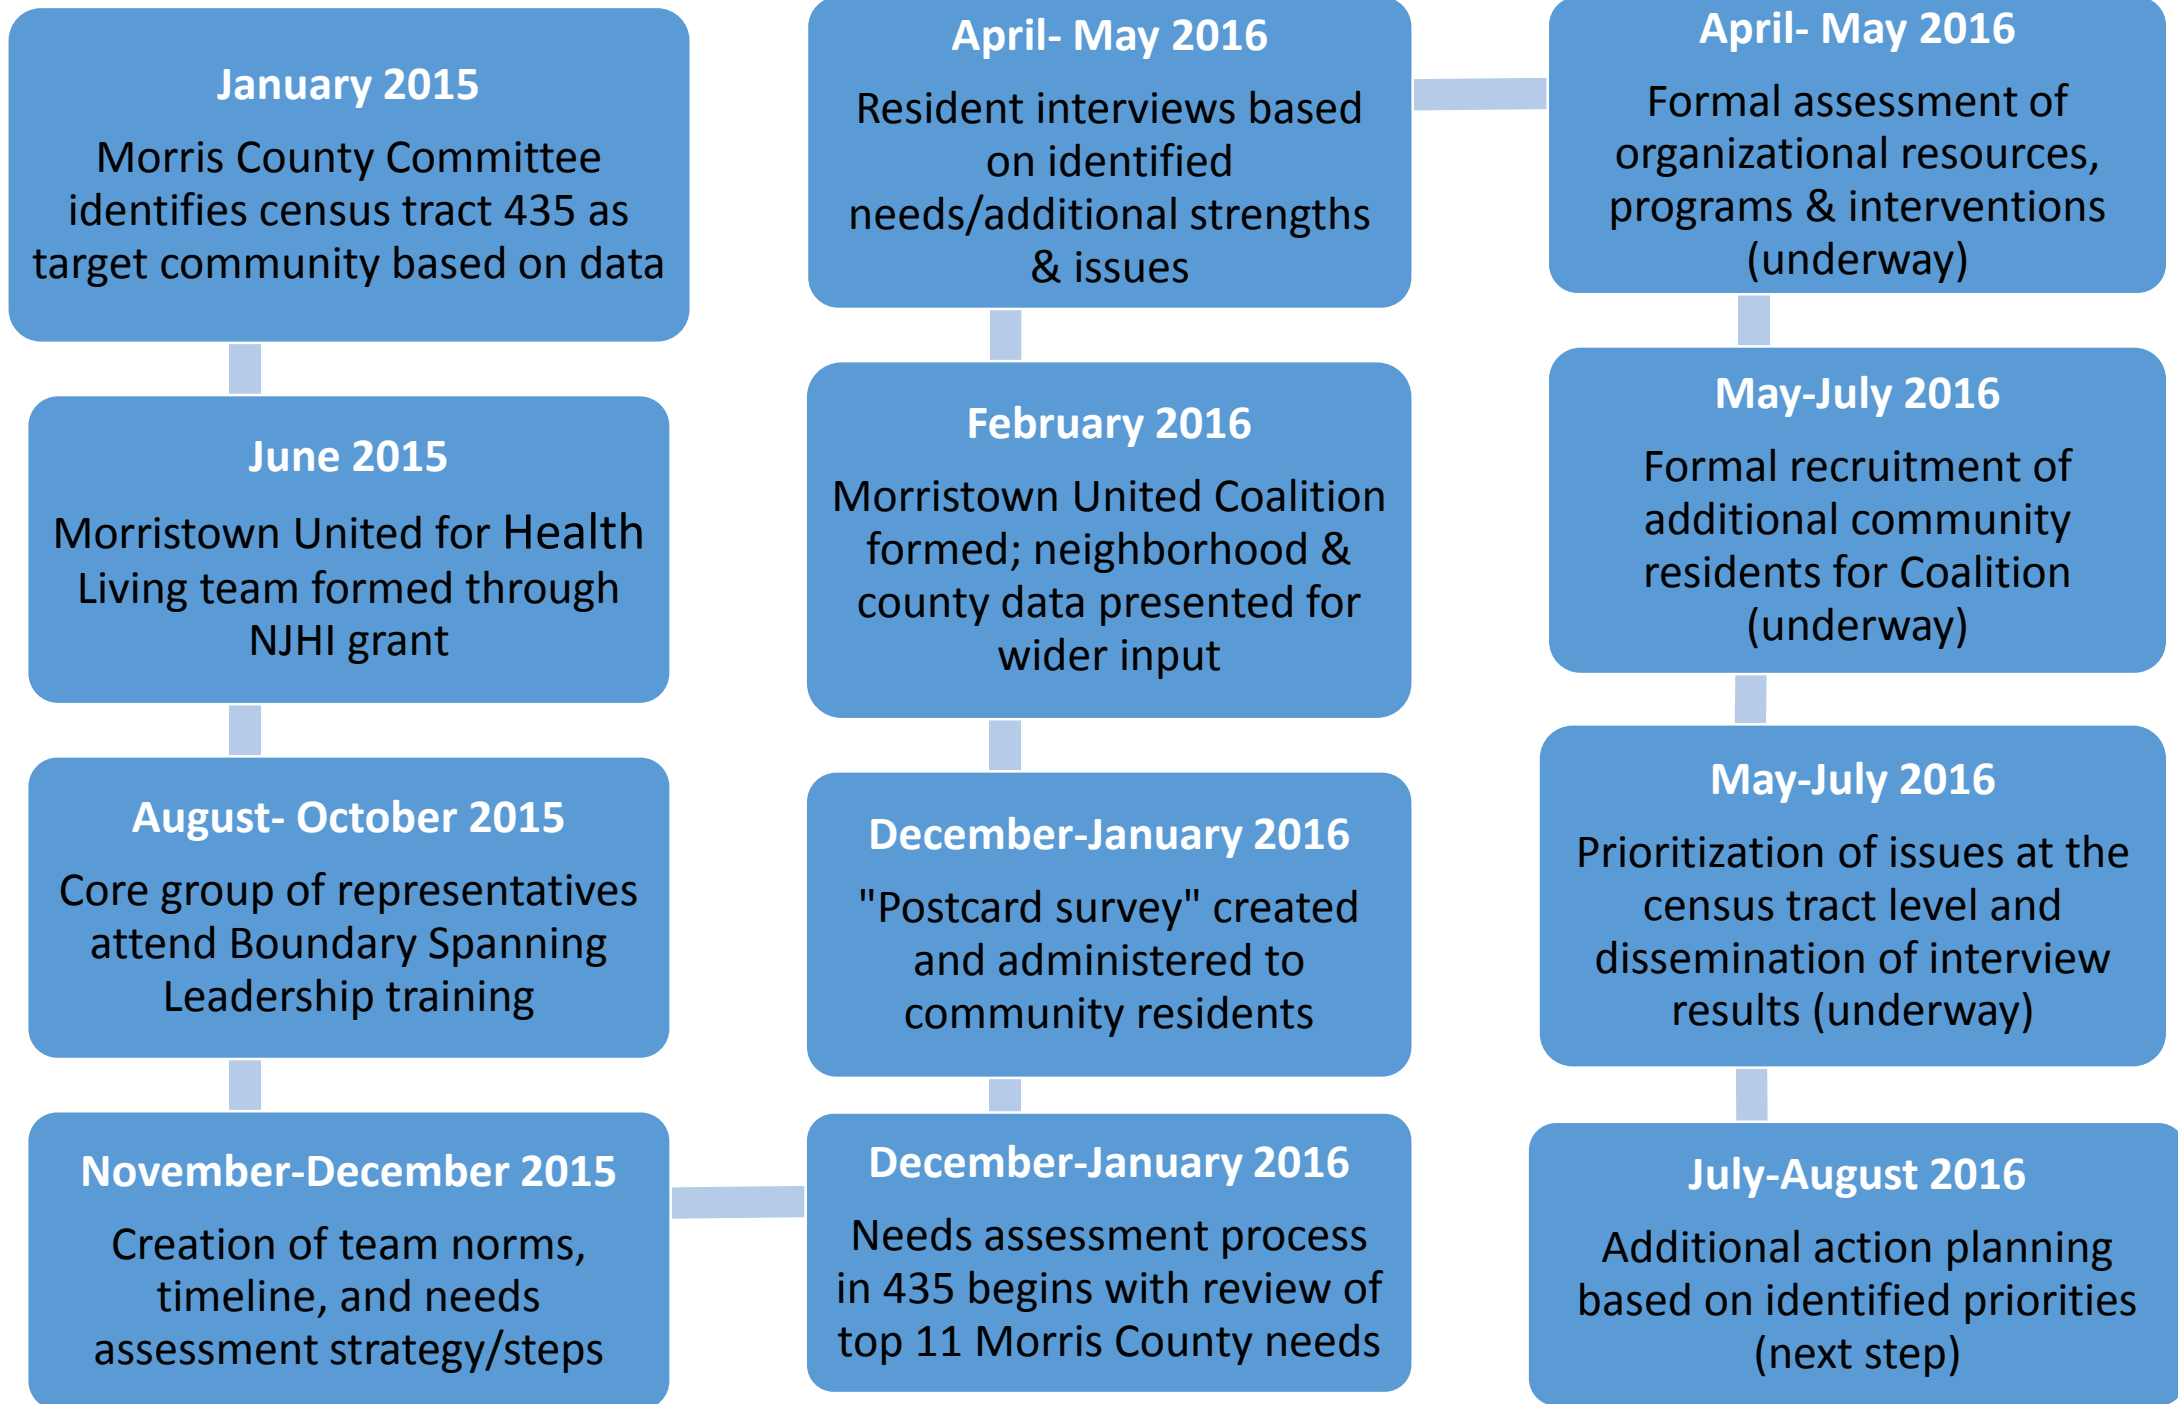 January 2015
Morris County Committee
identifies census tract 435 as
target community based on data
June 2015
Morristown United for Health
Living team formed through
NJHI grant
August- October 2015
Core group of representatives
attend Boundary Spanning
Leadership training
November-December 2015
Creation of team norms,
timeline, and needs
assessment strategy/steps
December-January 2016
Needs assessment process
in 435 begins with review of
top 11 Morris County needs
December-January 2016
"Postcard survey" created
and administered to
community residents
February 2016
Morristown United Coalition
formed; neighborhood &
county data presented for
wider input
April- May 2016
Resident interviews based
on identified
needs/additional strengths
& issues
April- May 2016
Formal assessment of
organizational resources,
programs & interventions
(underway)
May-July 2016
Formal recruitment of
additional community
residents for Coalition
(underway)
May-July 2016
Prioritization of issues at the
census tract level and
dissemination of interview
results (underway)
July-August 2016
Additional action planning
based on identified priorities
(next step)